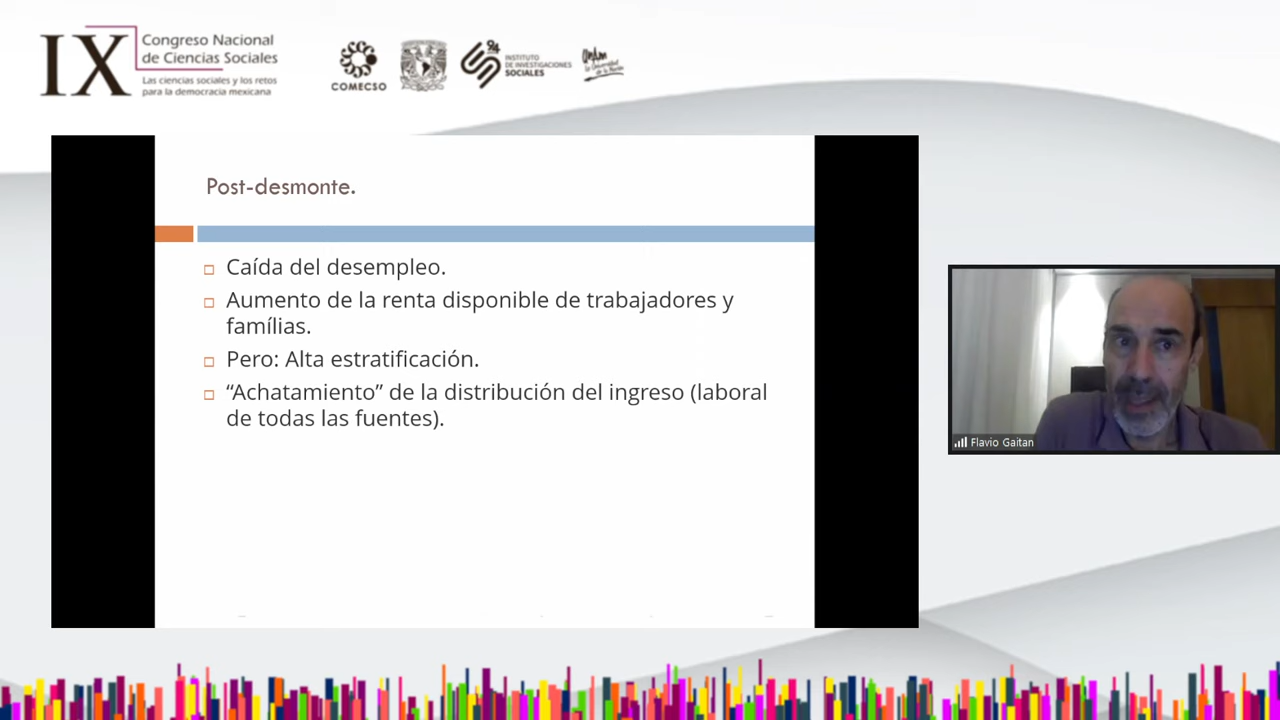 IX
Congreso Nacional
de Ciencias Sociales
Las ciencias sociales y los retos
para la democracia mexicana
COMECSO
INSTITUTO
DE INVESTIGACIONES
SOCIALES
Post-desmonte.
Caída del desempleo.
Aumento de la renta disponible de trabajadores y
famílias.
Pero: Alta estratificación.
“Achatamiento” de la distribución del ingreso (laboral
de todas las fuentes).
Flavio Gaitan